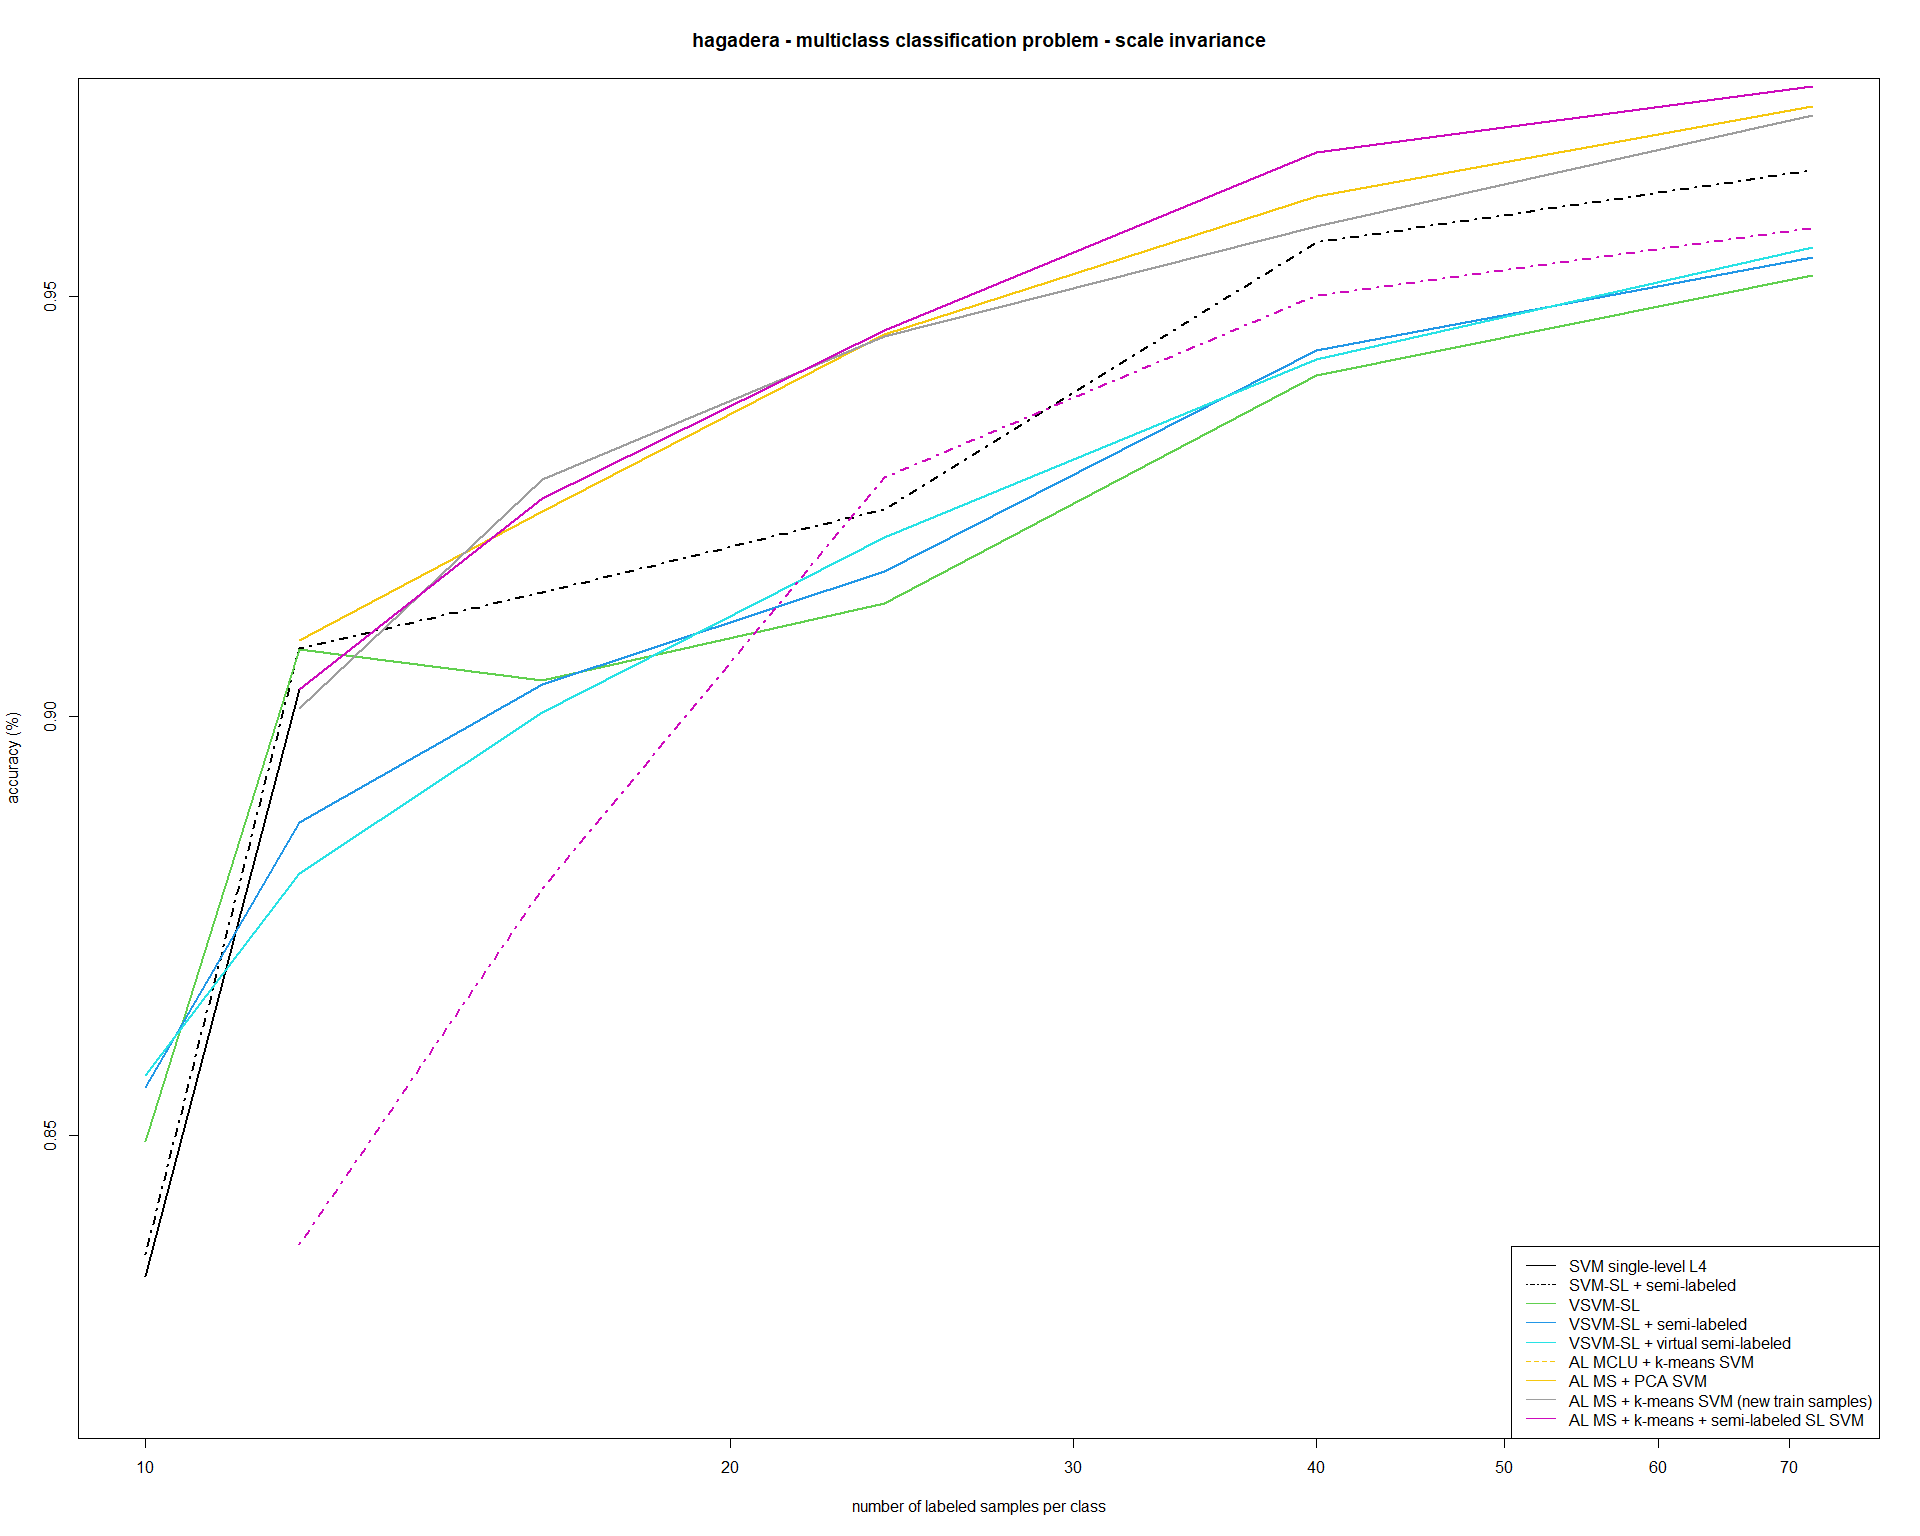 hagadera - multiclass classification problem - scale invariance
0.95
0.90
0.85
accuracy (%)
SVM single-level L4
SVM-SL + semi-labeled
VSVM-SL
VSVM-SL + semi-labeled
VSVM-SL + virtual semi-labeled
AL MCLU + k-means SVM
AL MS + PCA SVM
AL MS + k-means SVM (new train samples)
AL MS + k-means + semi-labeled SL SVM
10 20 30 40 50 60 70
number of labeled samples per class